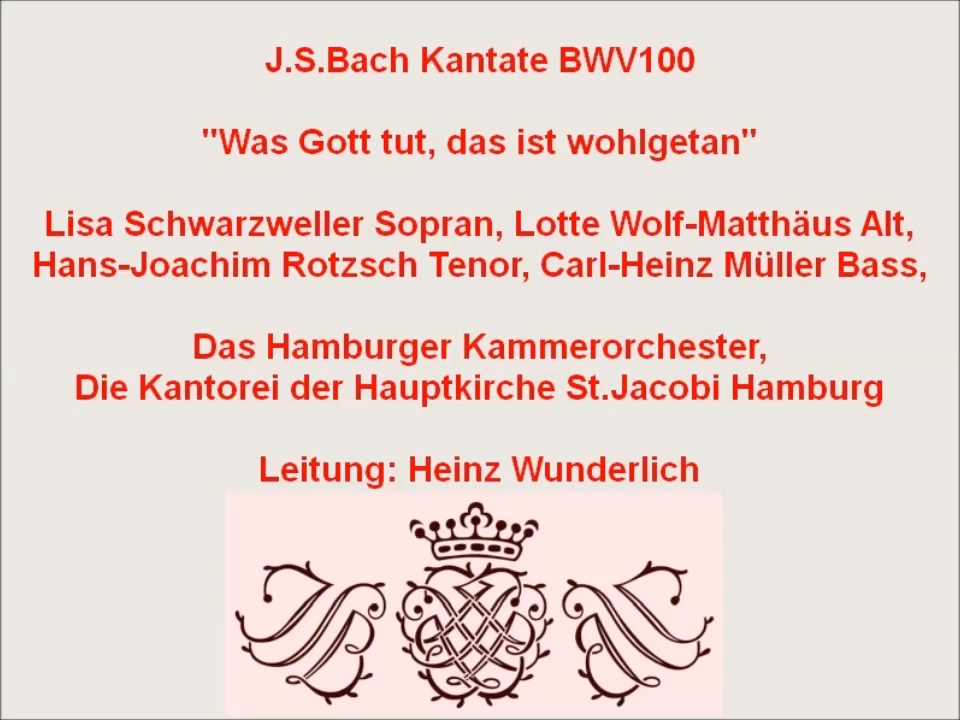 J.S.Bach Kantate BWV100
"Was Gott tut, das ist wohlgetan"
Lisa Schwarzweller Sopran, Lotte Wolf-Matthäus Alt,
Hans-Joachim Rotzsch Tenor, Carl-Heinz Müller Bass,
Das Hamburger Kammerorchester,
Die Kantorei der Hauptkirche St.Jacobi Hamburg
Leitung: Heinz Wunderlich